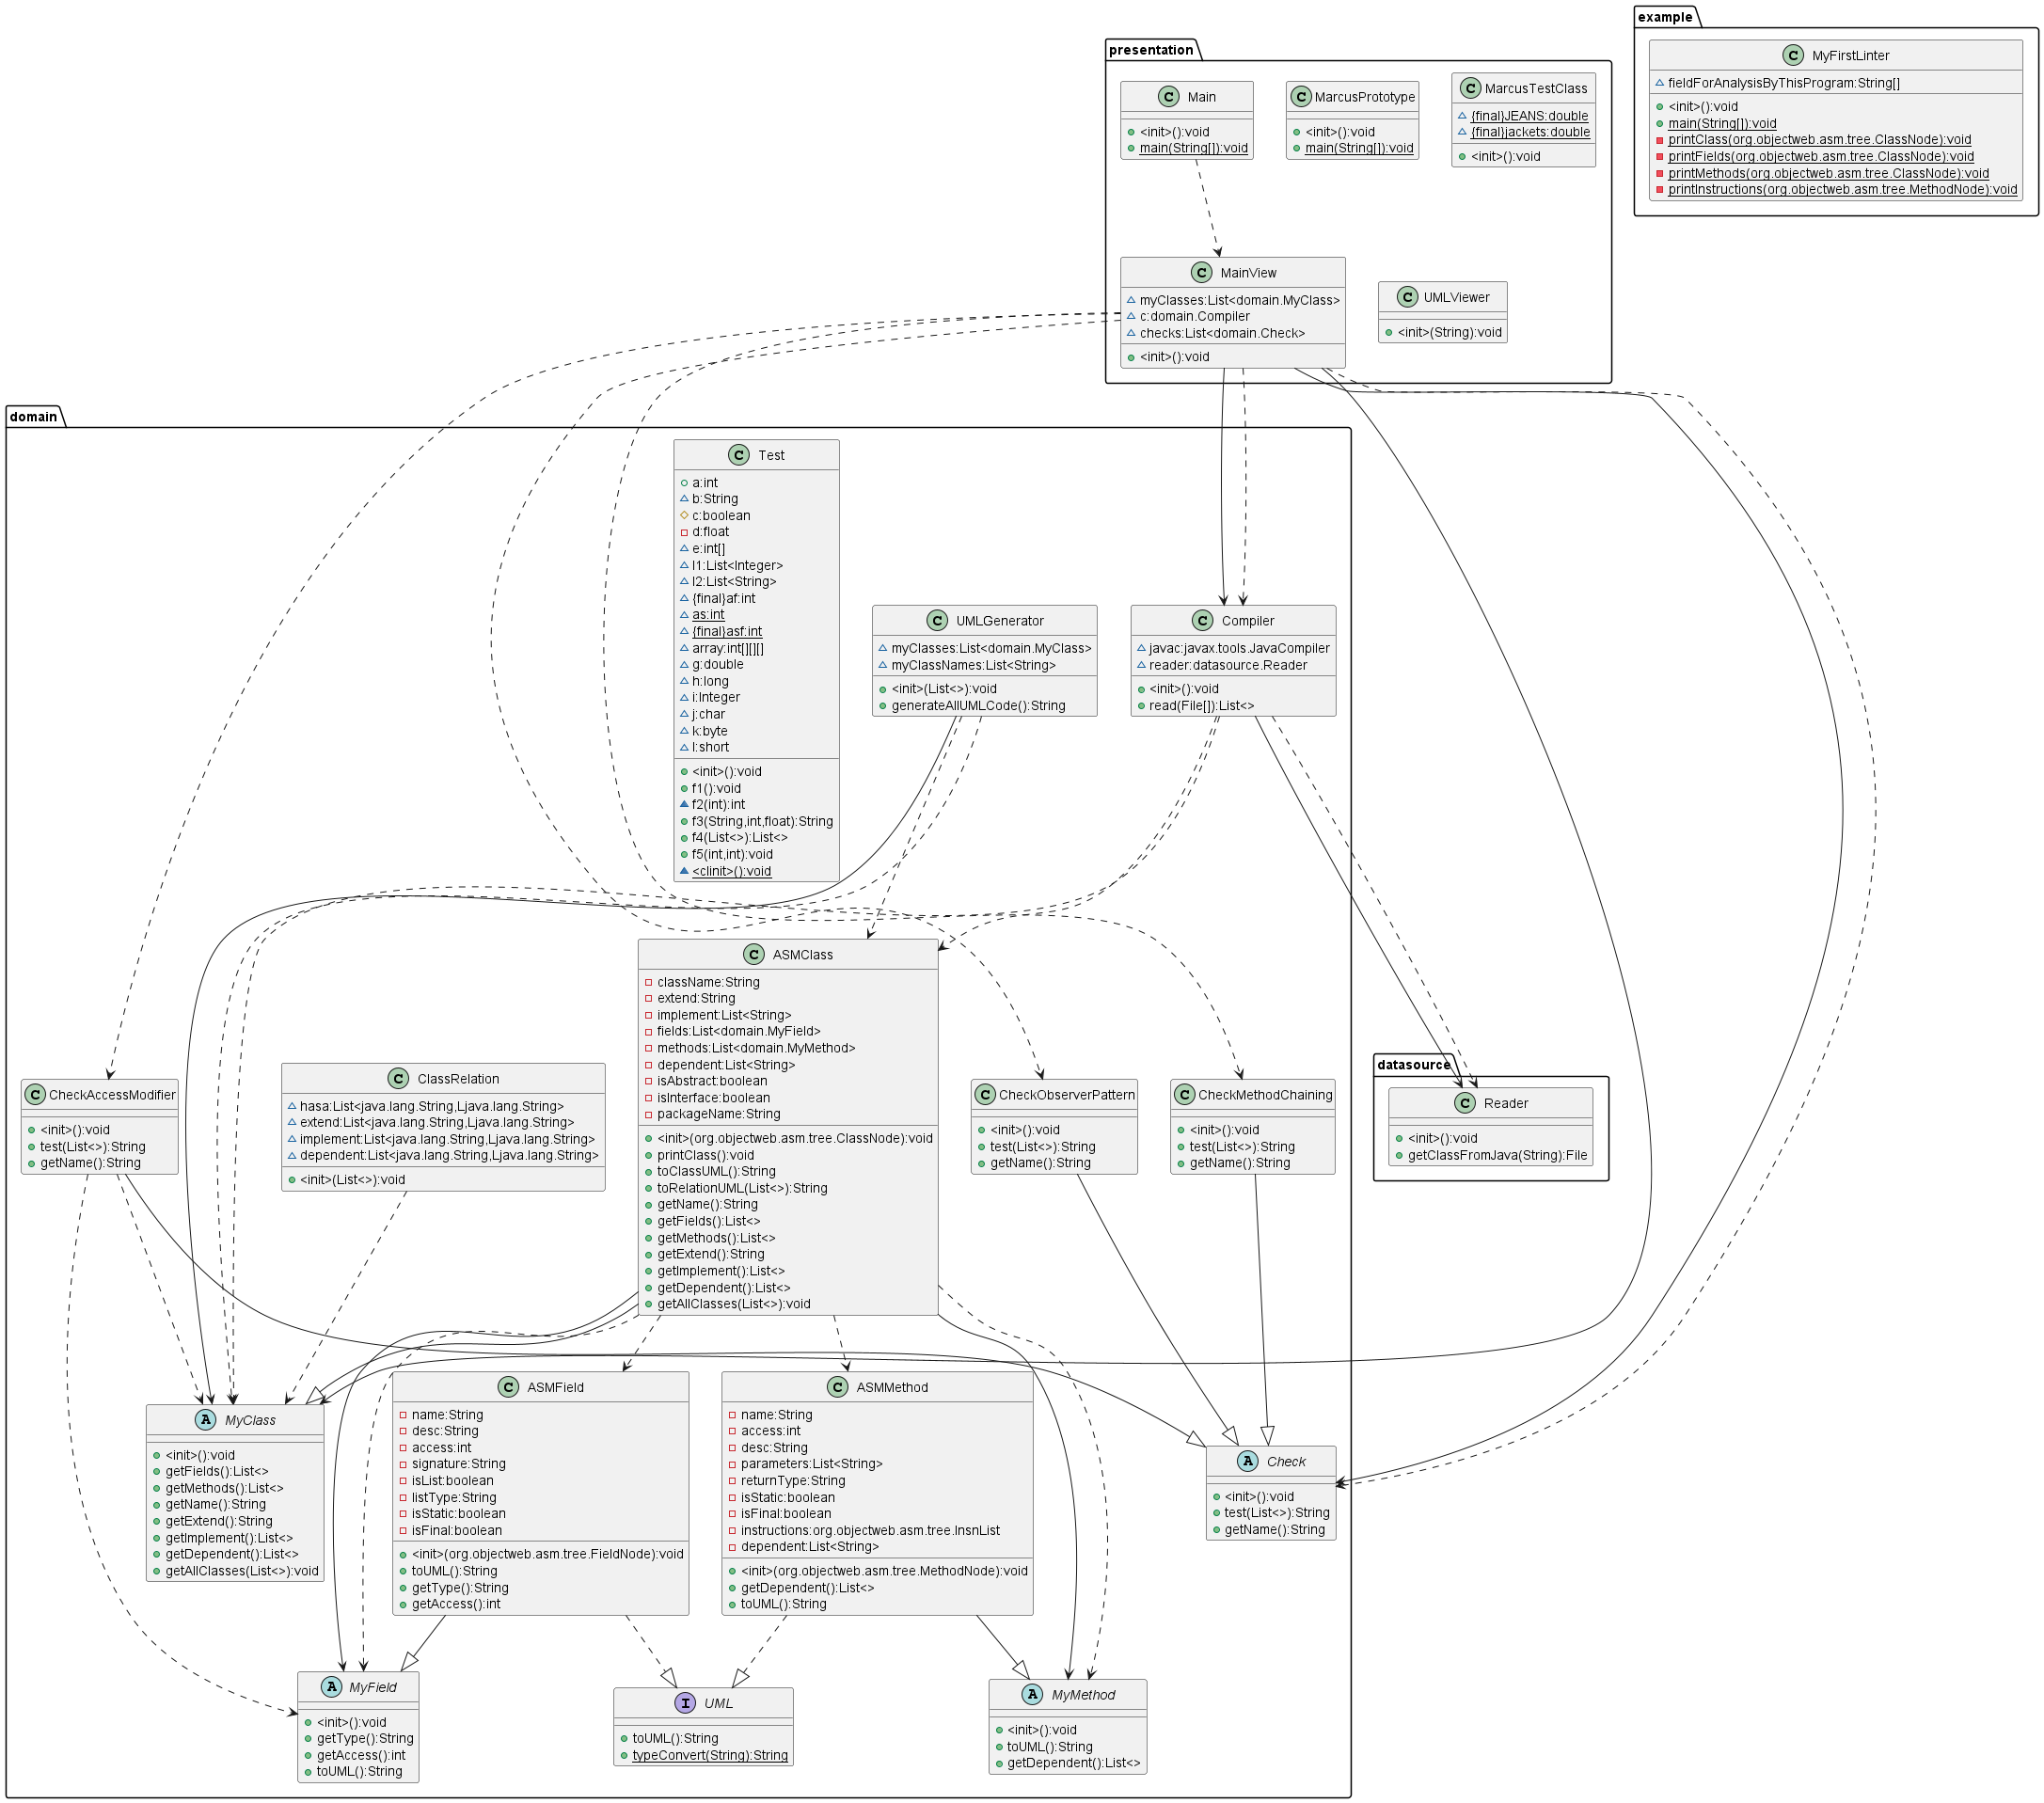 example
MyFirstLinter
fieldForAnalysisByThisProgram:String[]
<init>():void
main(String[]):void
printClass(org.objectweb.asm.tree.ClassNode):void
printFields(org.objectweb.asm.tree.ClassNode):void
printMethods(org.objectweb.asm.tree.ClassNode):void
printInstructions(org.objectweb.asm.tree.MethodNode):void
presentation
Main
<init>():void
main(String[]):void
MarcusPrototype
<init>():void
main(String[]):void
MarcusTestClass
{final}JEANS:double
{final}jackets:double
<init>():void
MainView
myClasses:List<domain.MyClass>
c:domain.Compiler
checks:List<domain.Check>
<init>():void
UMLViewer
<init>(String):void
domain
Test
a:int
b:String
c:boolean
d:float
e:int[]
l1:List<Integer>
l2:List<String>
{final}af:int
as:int
{final}asf:int
array:int[][][]
g:double
h:long
i:Integer
j:char
k:byte
l:short
<init>():void
f1():void
f2(int):int
f3(String,int,float):String
f4(List<>):List<>
f5(int,int):void
<clinit>():void
UMLGenerator
myClasses:List<domain.MyClass>
myClassNames:List<String>
<init>(List<>):void
generateAllUMLCode():String
Compiler
javac:javax.tools.JavaCompiler
reader:datasource.Reader
<init>():void
read(File[]):List<>
ASMClass
className:String
extend:String
implement:List<String>
fields:List<domain.MyField>
methods:List<domain.MyMethod>
dependent:List<String>
isAbstract:boolean
isInterface:boolean
packageName:String
<init>(org.objectweb.asm.tree.ClassNode):void
printClass():void
toClassUML():String
toRelationUML(List<>):String
getName():String
getFields():List<>
getMethods():List<>
getExtend():String
getImplement():List<>
getDependent():List<>
getAllClasses(List<>):void
CheckAccessModifier
<init>():void
test(List<>):String
getName():String
ClassRelation
hasa:List<java.lang.String,Ljava.lang.String>
extend:List<java.lang.String,Ljava.lang.String>
implement:List<java.lang.String,Ljava.lang.String>
dependent:List<java.lang.String,Ljava.lang.String>
<init>(List<>):void
CheckObserverPattern
<init>():void
test(List<>):String
getName():String
CheckMethodChaining
<init>():void
test(List<>):String
getName():String
datasource
Reader
<init>():void
getClassFromJava(String):File
MyClass
<init>():void
getFields():List<>
getMethods():List<>
getName():String
getExtend():String
getImplement():List<>
getDependent():List<>
getAllClasses(List<>):void
ASMField
name:String
desc:String
access:int
signature:String
isList:boolean
listType:String
isStatic:boolean
isFinal:boolean
<init>(org.objectweb.asm.tree.FieldNode):void
toUML():String
getType():String
getAccess():int
ASMMethod
name:String
access:int
desc:String
parameters:List<String>
returnType:String
isStatic:boolean
isFinal:boolean
instructions:org.objectweb.asm.tree.InsnList
dependent:List<String>
<init>(org.objectweb.asm.tree.MethodNode):void
getDependent():List<>
toUML():String
Check
<init>():void
test(List<>):String
getName():String
MyField
<init>():void
getType():String
getAccess():int
toUML():String
UML
toUML():String
typeConvert(String):String
MyMethod
<init>():void
toUML():String
getDependent():List<>